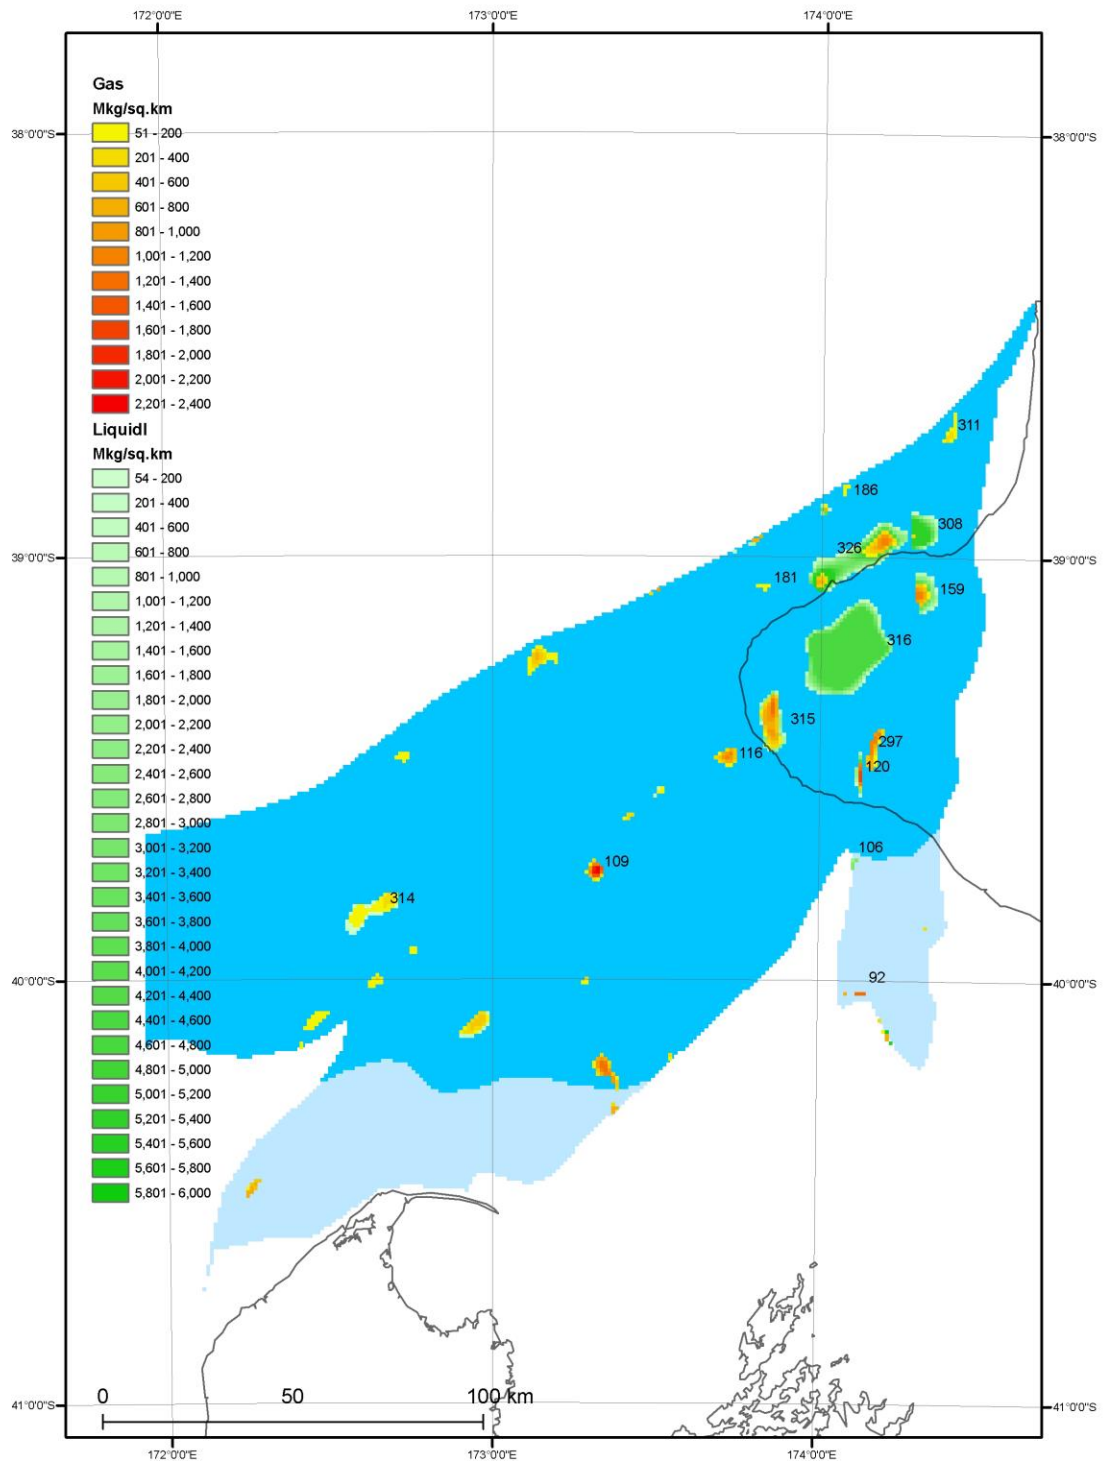 172°0'0"E 173°0'0"E 174°0'0"E
Gas
Mkg/sq.km
38°0'0"S
51 - 200
38°0'0"S
201 - 400
401 - 600
601 - 800
801 - 1,000
1,001 - 1,200
1,201 - 1,400
1,401 - 1,600
1,601 - 1,800
1,801 - 2,000
2,001 - 2,200
2,201 - 2,400
Liquidl
Mkg/sq.km
54 - 200
201 - 400
401 - 600
601 - 800
801 - 1,000
1,001 - 1,200
1,201 - 1,400
1,401 - 1,600
1,601 - 1,800
1,801 - 2,000
2,001 - 2,200
2,201 - 2,400
2,401 - 2,600
2,601 - 2,800
2,801 - 3,000
3,001 - 3,200
3,201 - 3,400
3,401 - 3,600
3,601 - 3,800
3,801 - 4,000
4,001 - 4,200
4,201 - 4,400
4,401 - 4,600
4,601 - 4,800
4,801 - 5,000
5,001 - 5,200
5,201 - 5,400
5,401 - 5,600
5,601 - 5,800
5,801 - 6,000
311
186
308
326
39°0'0"S
39°0'0"S
181
159
316
315
297
116
120
106
109
314
92
40°0'0"S
40°0'0"S
0 50 100 km
41°0'0"S
41°0'0"S
172°0'0"E 173°0'0"E 174°0'0"E